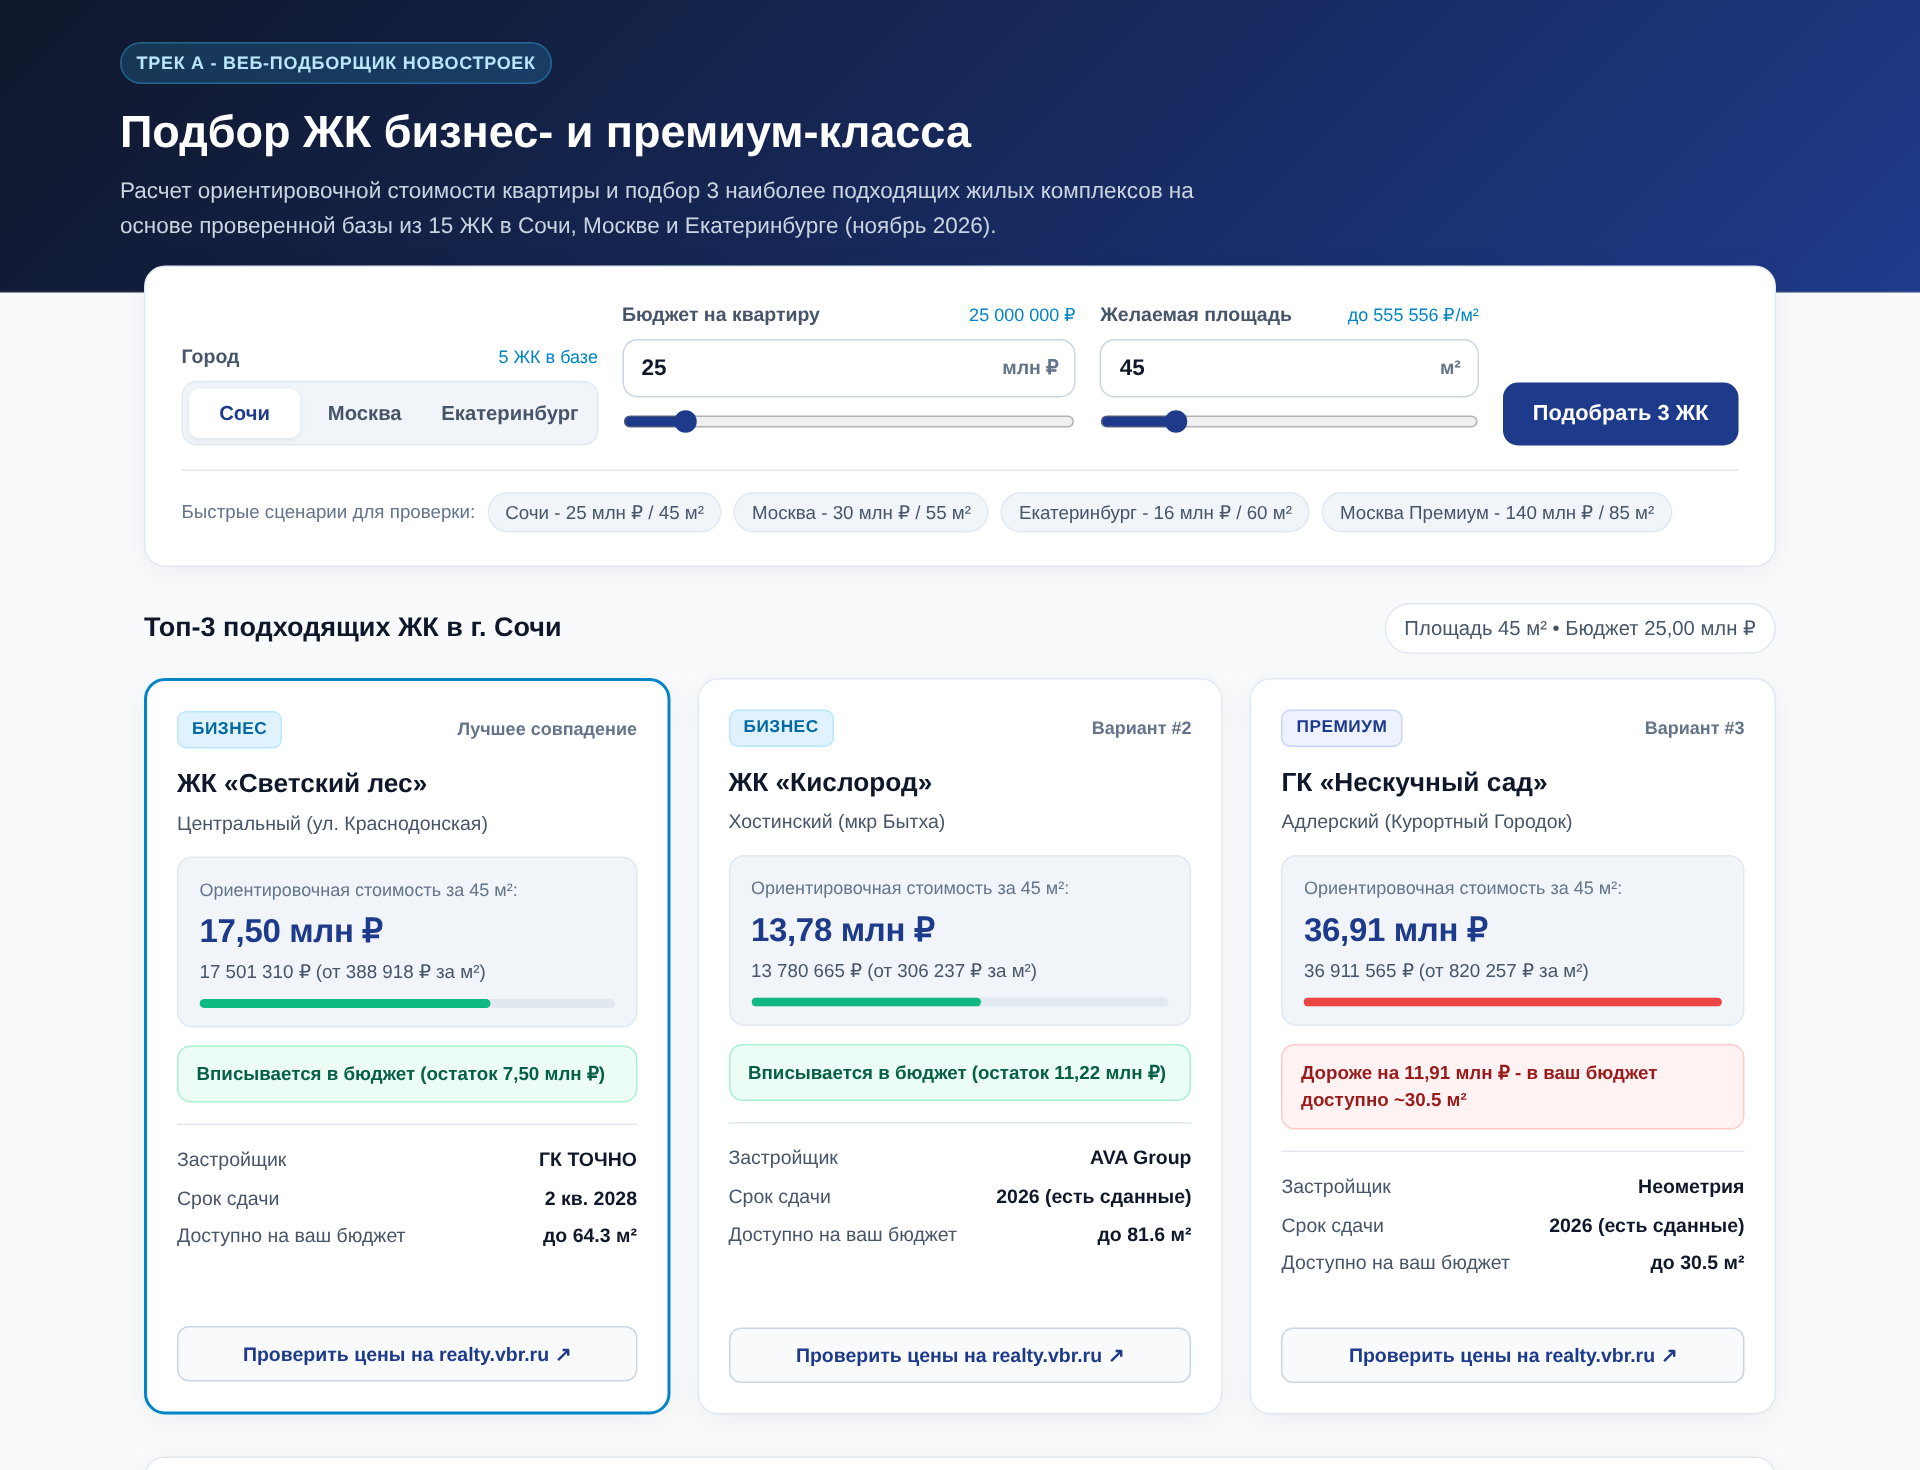 ТРЕК А - ВЕБ-ПОДБОРЩИК НОВОСТРОЕК
Подбор ЖК бизнес- и премиум-класса
Расчет ориентировочной стоимости квартиры и подбор 3 наиболее подходящих жилых комплексов на
основе проверенной базы из 15 ЖК в Сочи, Москве и Екатеринбурге (ноябрь 2026).
Город
5 ЖК в базе
Сочи
Москва
Екатеринбург
Бюджет на квартиру
25 000 000 ₽
25
млн ₽
Желаемая площадь
до 555 556 ₽/м²
45
м²
Подобрать 3 ЖК
Быстрые сценарии для проверки:
Сочи - 25 млн ₽ / 45 м²
Москва - 30 млн ₽ / 55 м²
Екатеринбург - 16 млн ₽ / 60 м²
Москва Премиум - 140 млн ₽ / 85 м²
Топ-3 подходящих ЖК в г. Сочи
Площадь 45 м² • Бюджет 25,00 млн ₽
БИЗНЕС
Лучшее совпадение
ЖК «Светский лес»
Центральный (ул. Краснодонская)
Ориентировочная стоимость за 45 м²:
17,50 млн ₽
17 501 310 ₽ (от 388 918 ₽ за м²)
Вписывается в бюджет (остаток 7,50 млн ₽)
Застройщик
ГК ТОЧНО
Срок сдачи
2 кв. 2028
Доступно на ваш бюджет
до 64.3 м²
Проверить цены на realty.vbr.ru ↗
БИЗНЕС
Вариант #2
ЖК «Кислород»
Хостинский (мкр Бытха)
Ориентировочная стоимость за 45 м²:
13,78 млн ₽
13 780 665 ₽ (от 306 237 ₽ за м²)
Вписывается в бюджет (остаток 11,22 млн ₽)
Застройщик
AVA Group
Срок сдачи
2026 (есть сданные)
Доступно на ваш бюджет
до 81.6 м²
Проверить цены на realty.vbr.ru ↗
ПРЕМИУМ
Вариант #3
ГК «Нескучный сад»
Адлерский (Курортный Городок)
Ориентировочная стоимость за 45 м²:
36,91 млн ₽
36 911 565 ₽ (от 820 257 ₽ за м²)
Дороже на 11,91 млн ₽ - в ваш бюджет
доступно ~30.5 м²
Застройщик
Неометрия
Срок сдачи
2026 (есть сданные)
Доступно на ваш бюджет
до 30.5 м²
Проверить цены на realty.vbr.ru ↗